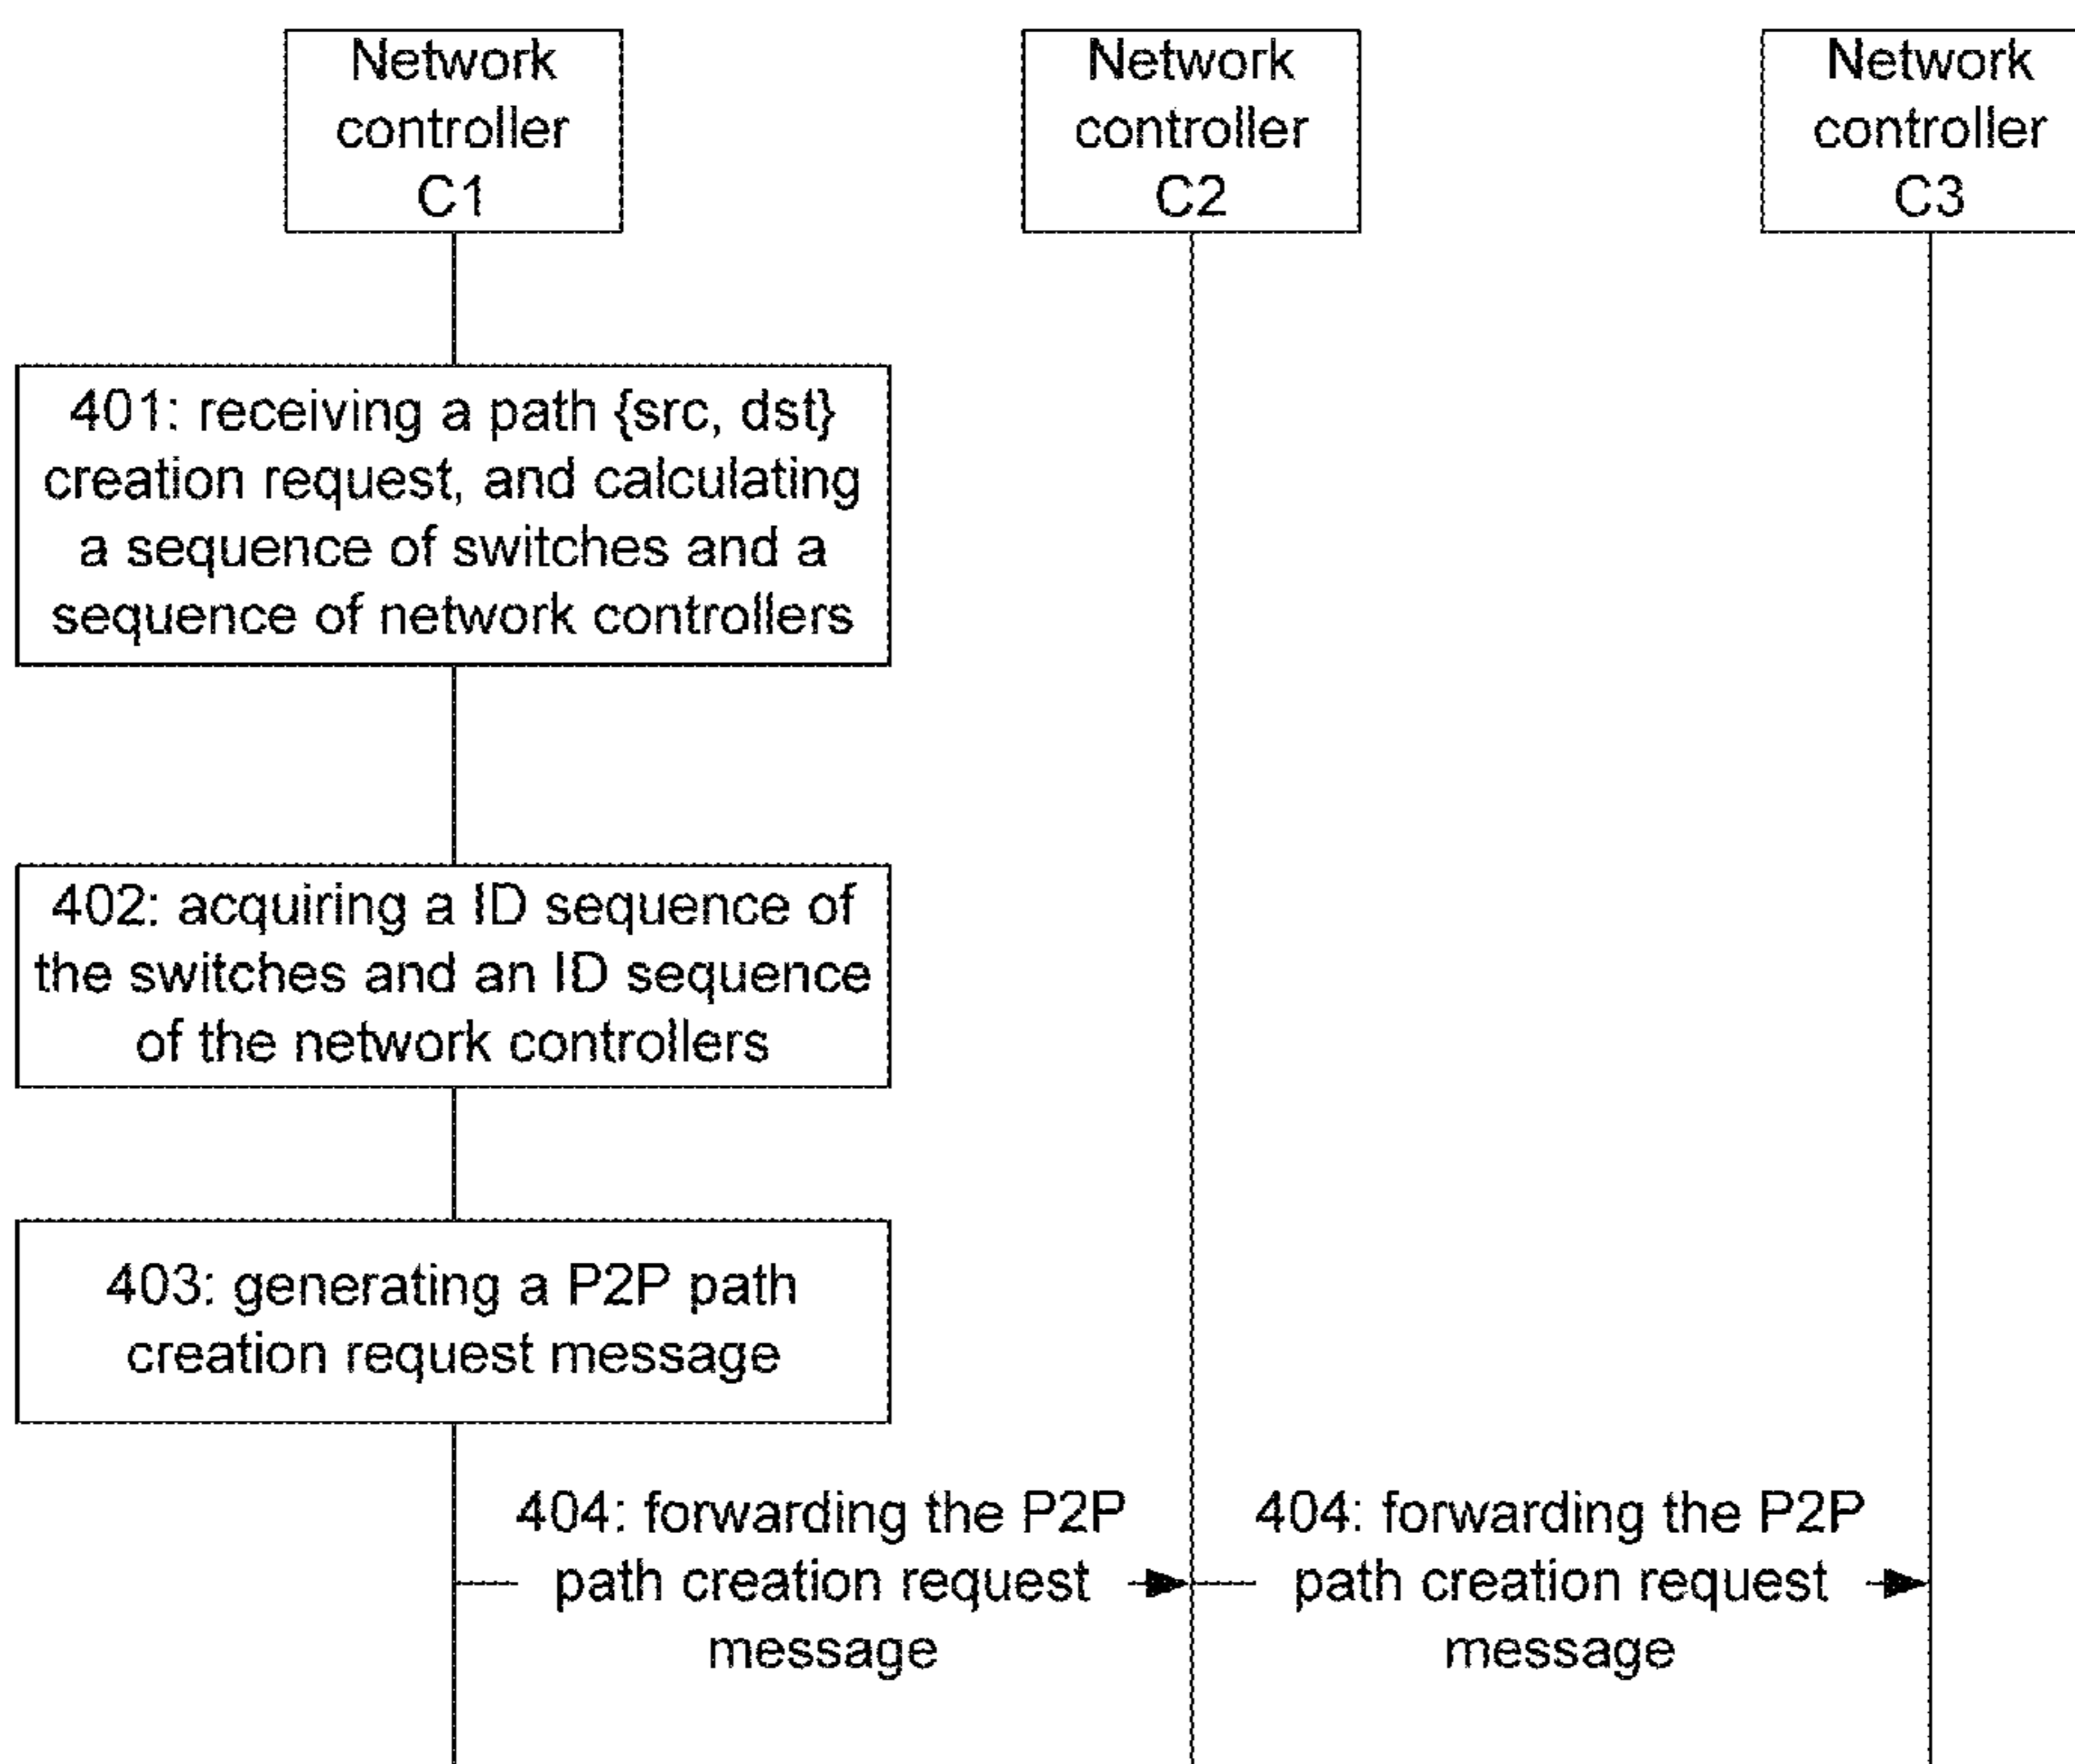 Network
controller
C1
Network
controller
C2
Network
controller
C3
401: receiving a path {src, dst}
creation request, and calculating
a sequence of switches and a
sequence of network controllers
402: acquiring a ID sequence of
the switches and an ID sequence
of the network controllers
403: generating a P2P path
creation request message
404: forwarding the P2P
path creation request
message
404: forwarding the P2P
path creation request
message